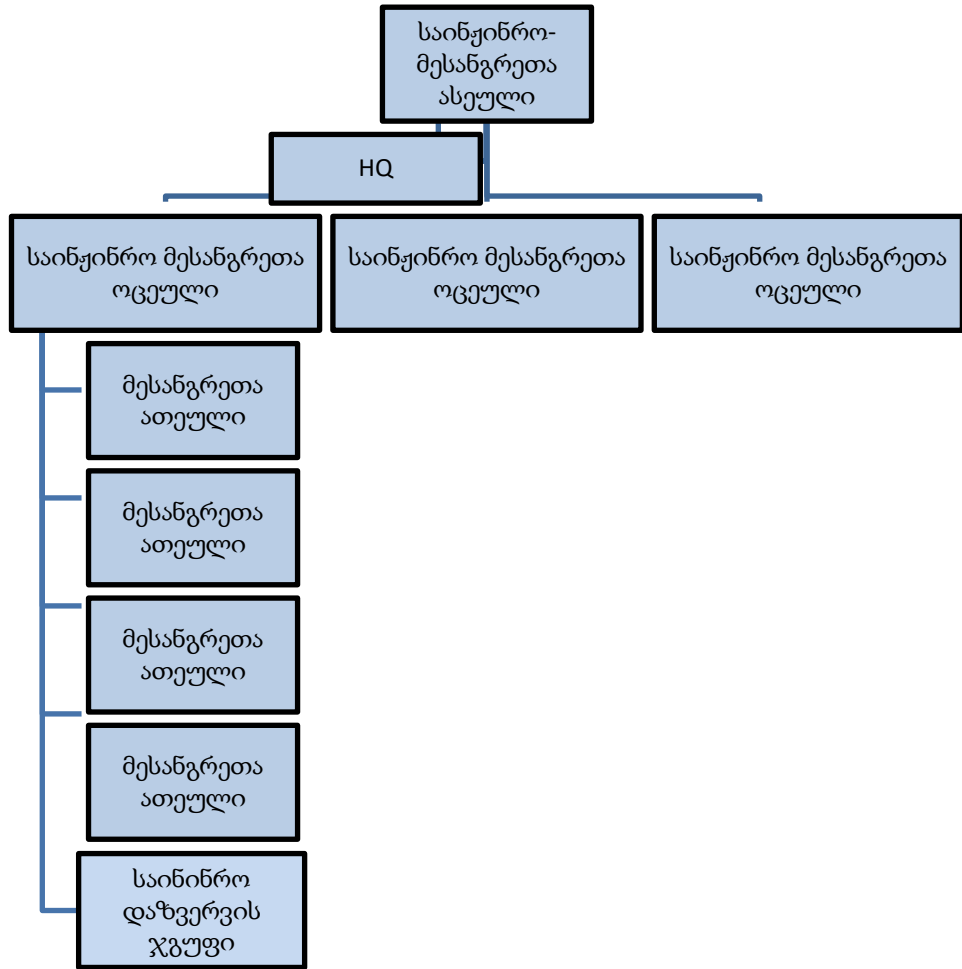 საინჟინრო-
მესანგრეთა
ასეული
HQ
საინჟინრო მესანგრეთა
ოცეული
საინჟინრო მესანგრეთა
ოცეული
საინჟინრო მესანგრეთა
ოცეული
მესანგრეთა
ათეული
მესანგრეთა
ათეული
მესანგრეთა
ათეული
მესანგრეთა
ათეული
საინინრო
დაზვერვის
ჯგუფი